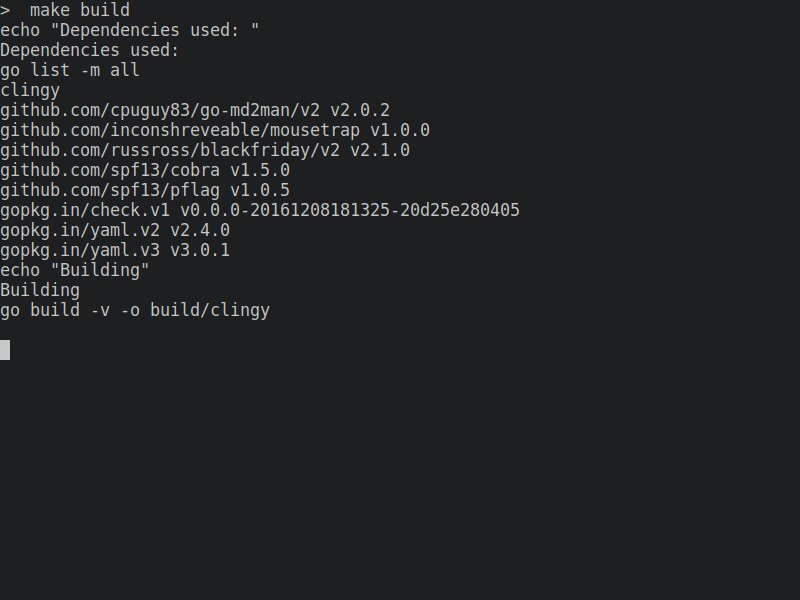 >  make build
echo "Dependencies used: "
Dependencies used:
go list -m all
clingy
github.com/cpuguy83/go-md2man/v2 v2.0.2
github.com/inconshreveable/mousetrap v1.0.0
github.com/russross/blackfriday/v2 v2.1.0
github.com/spf13/cobra v1.5.0
github.com/spf13/pflag v1.0.5
gopkg.in/check.v1 v0.0.0-20161208181325-20d25e280405
gopkg.in/yaml.v2 v2.4.0
gopkg.in/yaml.v3 v3.0.1
echo "Building"
Building
go build -v -o build/clingy